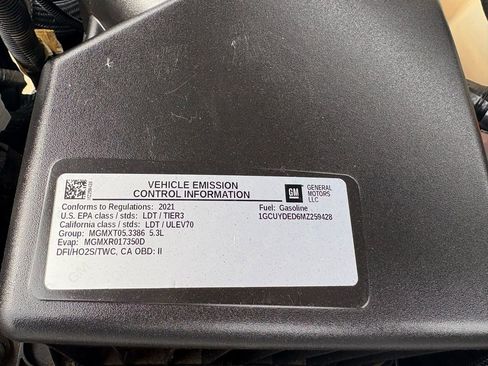 VEHICLE EMISSION
CONTROL INFORMATION
GM
GENERAL
MOTORS
LLC
Conforms to Regulations: 2021
Fuel: Gasoline
U.S. EPA class / stds: LDT / TIER3
1GCUYDED6MZ259428
California class / stds: LDT / ULEV70
Group: MGMXT05.3386 5.3L
Evap: MGMXR017350D
DFI/HO2S/TWC, CA OBD: II